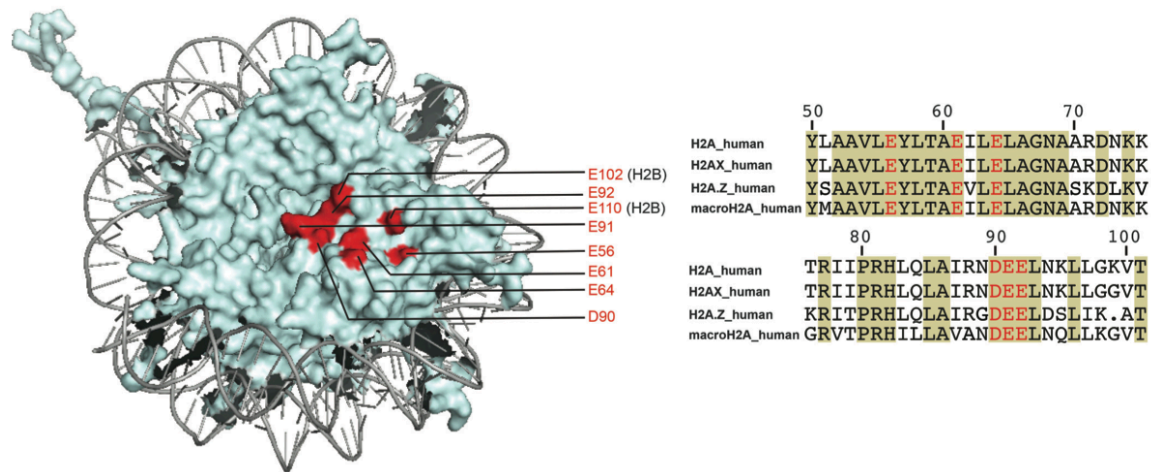 E102 (H2B)
E92
E110 (H2B)
E91
E56
E61
E64
D90
50 60 70
H2A_human YLAAVLEYLTAEILELAGNAARDNKK
H2AX_human YLAAVLEYLTAEILELAGNAARDNKK
H2A.Z_human YSAAVLEYLTAEVLELAGNASKDLKV
macroH2A_human YMAAVLEYLTAEILELAGNAARDNKK
80 90 100
H2A_human TRIIPRHLQLAIRNDEELNKLLGKVT
H2AX_human TRIIPRHLQLAIRNDEELNKLLGGVT
H2A.Z_human KRITPRHLQLAIRGDEELDSLIK.AT
macroH2A_human GRVTPRHILLAVANDEELNQLLKGVT